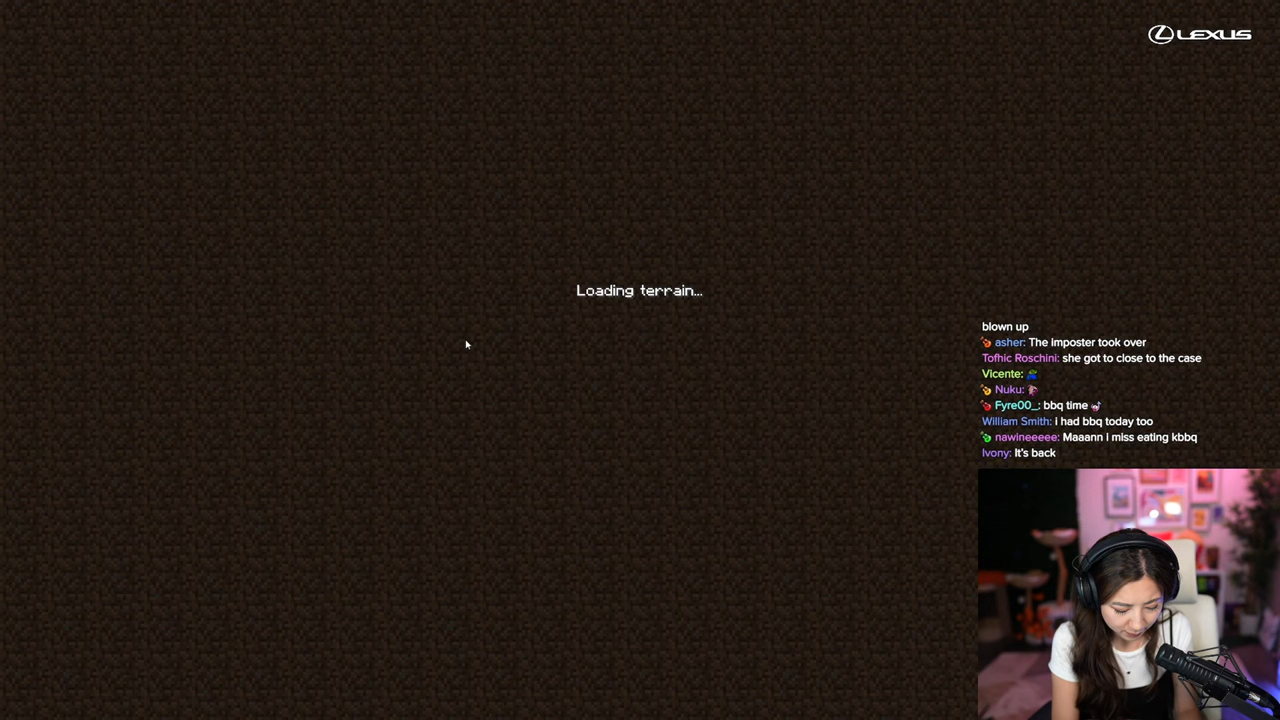 LEXUS
Loading terrain...
blown up
asher: The imposter took over
Tofhic Roschini: she got to close to the case
Vicente:
Nuku:
Fyre00_: bbq time
William Smith: i had bbq today too
nawineeeee: Maaann i miss eating kbbq
Ivony: It's back